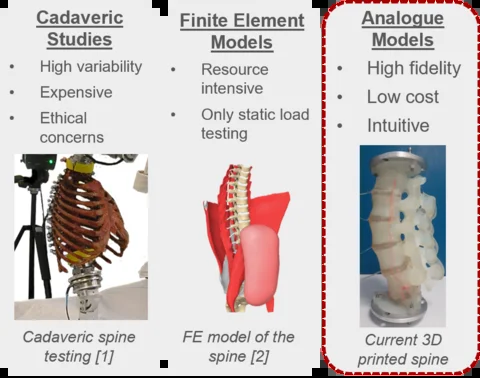 Cadaveric
Studies
• High variability
• Expensive
• Ethical
concerns
Cadaveric spine
testing [1]
Finite Element
Models
• Resource
intensive
• Only static load
testing
FE model of the
spine [2]
Analogue
Models
• High fidelity
• Low cost
• Intuitive
Current 3D
printed spine